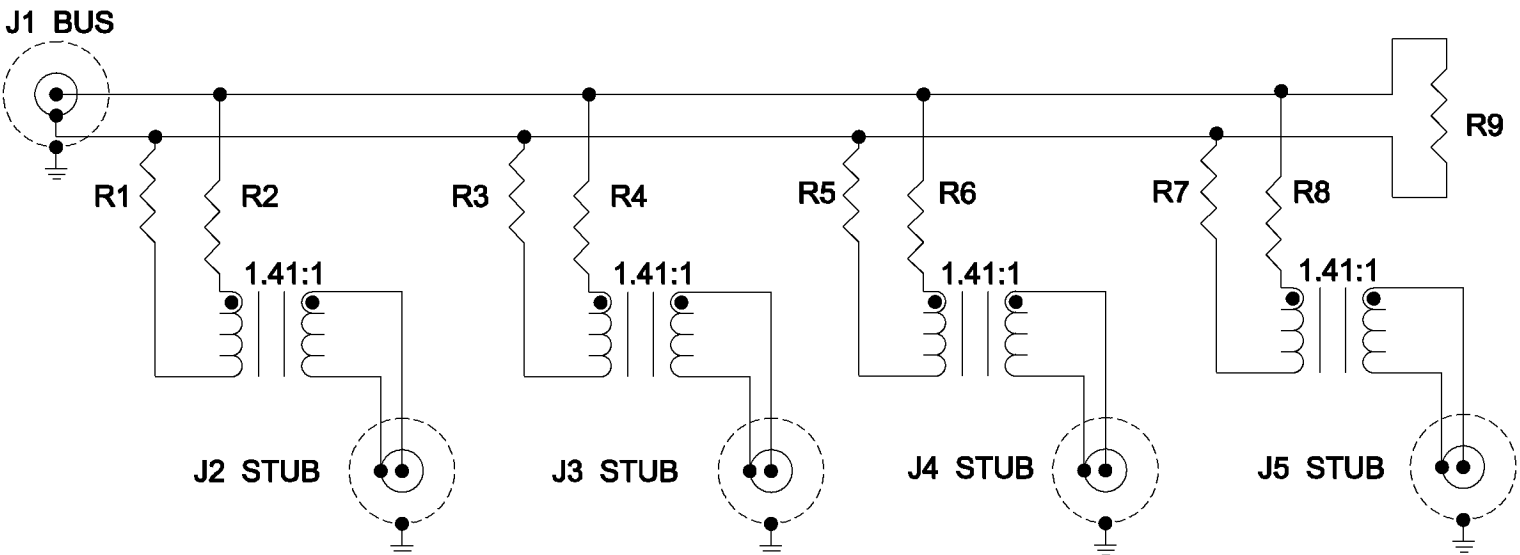 J1 BUS
R9
R1
R2
R3
R4
R5
R6
R7
R8
1.41:1
1.41:1
1.41:1
1.41:1
J2 STUB
J3 STUB
J4 STUB
J5 STUB